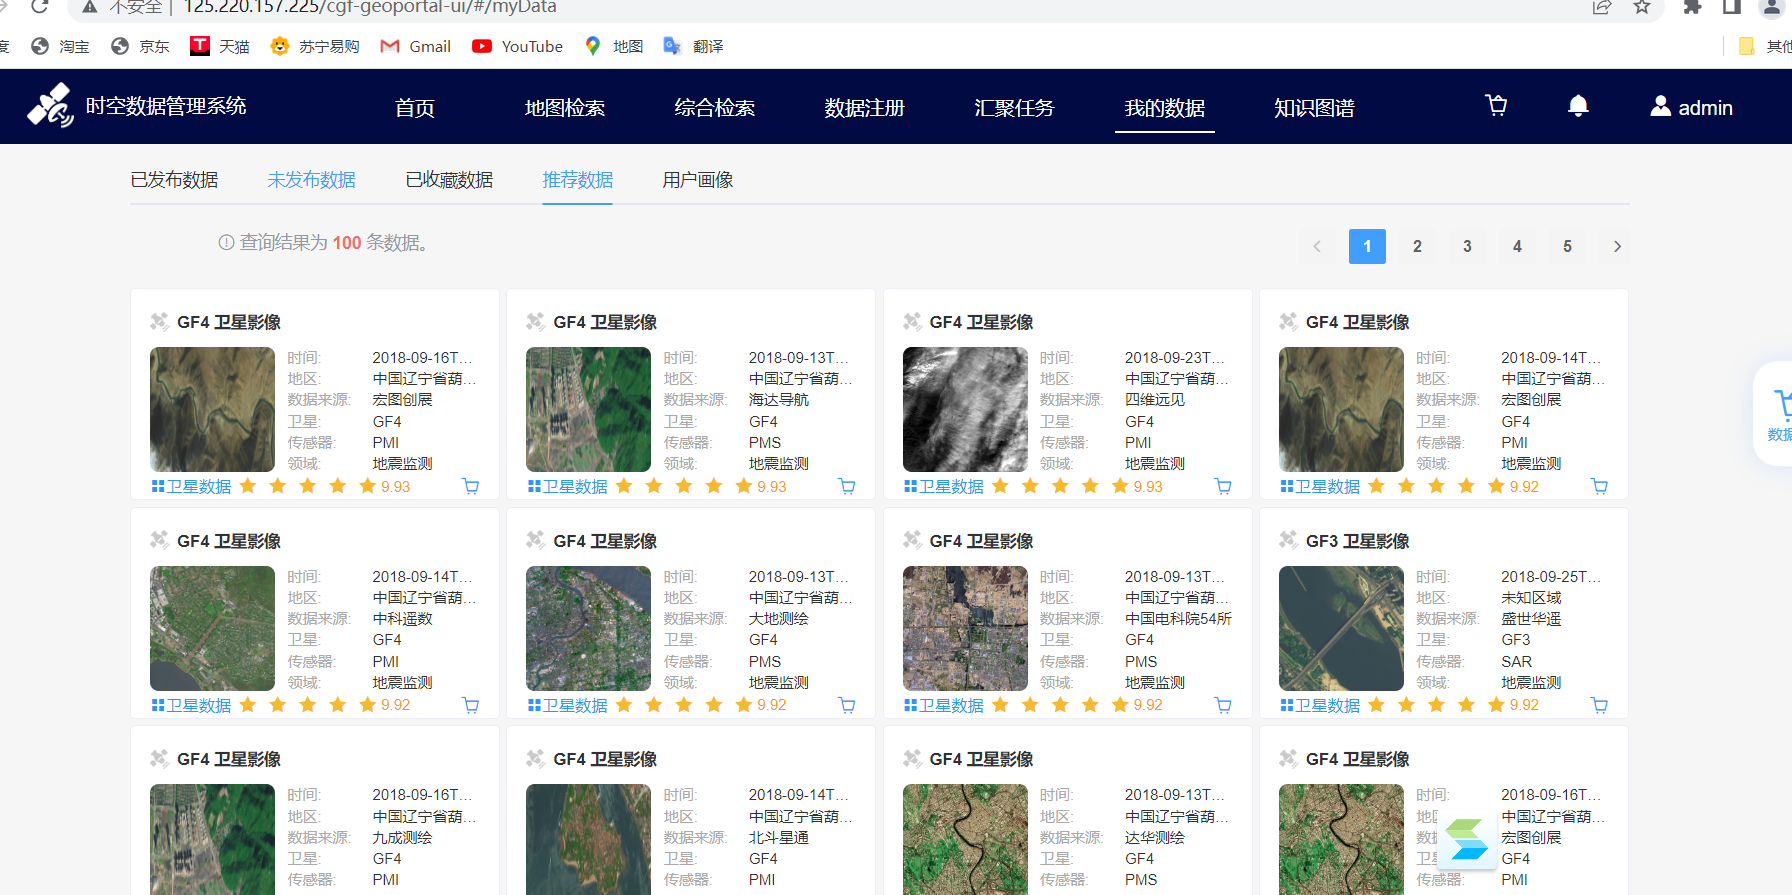 不安全 | 125.220.157.225/cgf-geoportal-ui/#/myData
度 淘宝 京东 天猫 苏宁易购 Gmail YouTube 地图 翻译 其他
时空数据管理系统 首页 地图检索 综合检索 数据注册 汇聚任务 我的数据 知识图谱 admin
已发布数据 未发布数据 已收藏数据 推荐数据 用户画像
查询结果为 100 条数据。 1 2 3 4 5
GF4 卫星影像
时间: 2018-09-16T...
地区: 中国辽宁省葫...
数据来源: 宏图创展
卫星: GF4
传感器: PMI
领域: 地震监测
卫星数据 9.93
GF4 卫星影像
时间: 2018-09-13T...
地区: 中国辽宁省葫...
数据来源: 海达导航
卫星: GF4
传感器: PMS
领域: 地震监测
卫星数据 9.93
GF4 卫星影像
时间: 2018-09-23T...
地区: 中国辽宁省葫...
数据来源: 四维远见
卫星: GF4
传感器: PMI
领域: 地震监测
卫星数据 9.93
GF4 卫星影像
时间: 2018-09-14T...
地区: 中国辽宁省葫...
数据来源: 宏图创展
卫星: GF4
传感器: PMI
领域: 地震监测
卫星数据 9.92
数据
GF4 卫星影像
时间: 2018-09-14T...
地区: 中国辽宁省葫...
数据来源: 中科遥数
卫星: GF4
传感器: PMI
领域: 地震监测
卫星数据 9.92
GF4 卫星影像
时间: 2018-09-13T...
地区: 中国辽宁省葫...
数据来源: 大地测绘
卫星: GF4
传感器: PMS
领域: 地震监测
卫星数据 9.92
GF4 卫星影像
时间: 2018-09-13T...
地区: 中国辽宁省葫...
数据来源: 中国电科院54所
卫星: GF4
传感器: PMS
领域: 地震监测
卫星数据 9.92
GF3 卫星影像
时间: 2018-09-25T...
地区: 未知区域
数据来源: 盛世华遥
卫星: GF3
传感器: SAR
领域: 地震监测
卫星数据 9.92
GF4 卫星影像
时间: 2018-09-16T...
地区: 中国辽宁省葫...
数据来源: 九成测绘
卫星: GF4
传感器: PMI
GF4 卫星影像
时间: 2018-09-14T...
地区: 中国辽宁省葫...
数据来源: 北斗星通
卫星: GF4
传感器: PMI
GF4 卫星影像
时间: 2018-09-13T...
地区: 中国辽宁省葫...
数据来源: 达华测绘
卫星: GF4
传感器: PMS
GF4 卫星影像
时间: 2018-09-16T...
地 中国辽宁省葫...
数据 宏图创展
卫 GF4
传感器: PMI